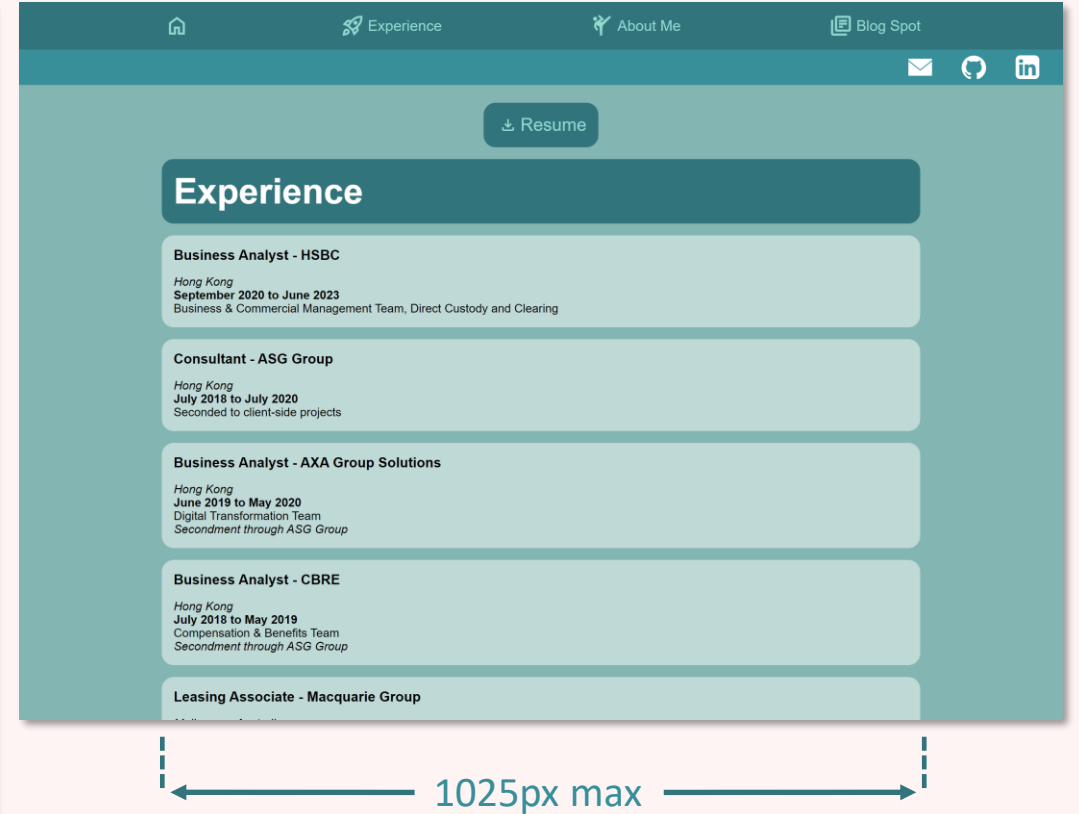 Experience
About Me
Blog Spot
in
Resume
Experience
Business Analyst - HSBC
Hong Kong
September 2020 to June 2023
Business & Commercial Management Team, Direct Custody and Clearing
Consultant - ASG Group
Hong Kong
July 2018 to July 2020
Seconded to client-side projects
Business Analyst - AXA Group Solutions
Hong Kong
June 2019 to May 2020
Digital Transformation Team
Secondment through ASG Group
Business Analyst - CBRE
Hong Kong
July 2018 to May 2019
Compensation & Benefits Team
Secondment through ASG Group
Leasing Associate - Macquarie Group
1025px max